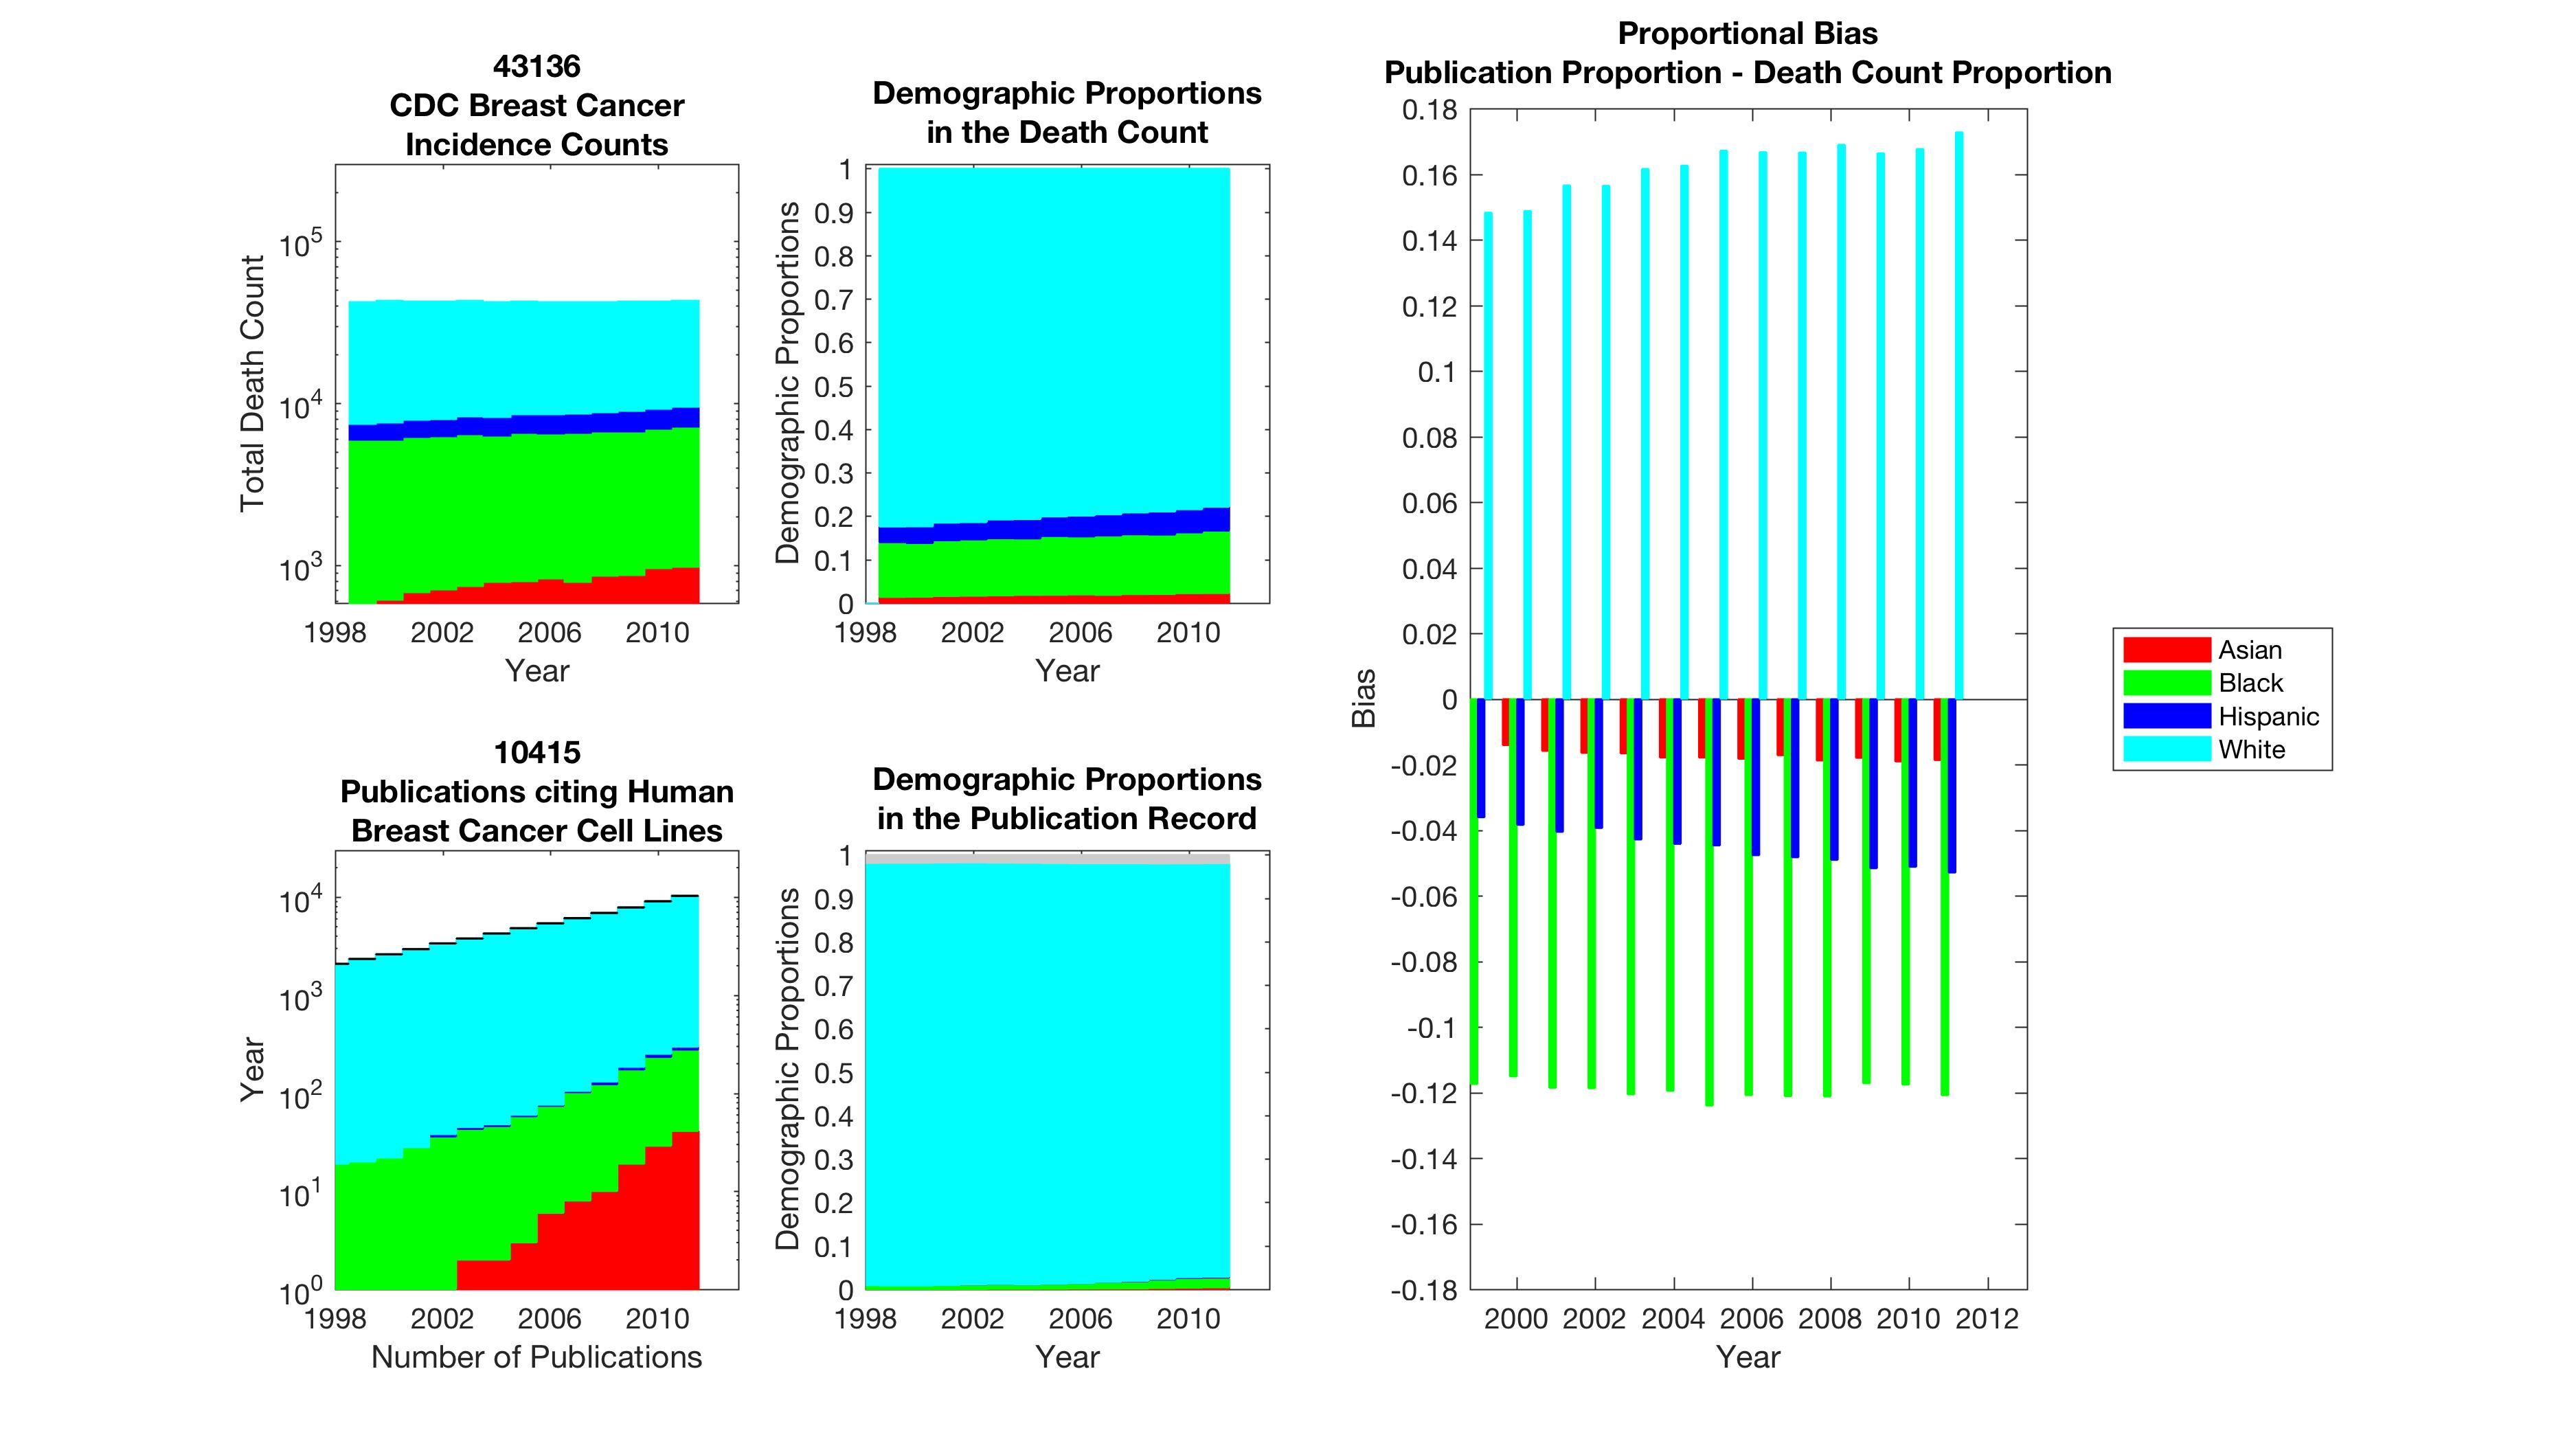 43136
CDC Breast Cancer
Incidence Counts
10^5
10^4
10^3
Total Death Count
1998 2002 2006 2010
Year
Demographic Proportions
in the Death Count
1
0.9
0.8
0.7
0.6
0.5
0.4
0.3
0.2
0.1
0
Demographic Proportions
1998 2002 2006 2010
Year
10415
Publications citing Human
Breast Cancer Cell Lines
10^4
10^3
10^2
10^1
10^0
Year
1998 2002 2006 2010
Number of Publications
Demographic Proportions
in the Publication Record
1
0.9
0.8
0.7
0.6
0.5
0.4
0.3
0.2
0.1
0
Demographic Proportions
1998 2002 2006 2010
Year
Proportional Bias
Publication Proportion - Death Count Proportion
0.18
0.16
0.14
0.12
0.1
0.08
0.06
0.04
0.02
0
-0.02
-0.04
-0.06
-0.08
-0.1
-0.12
-0.14
-0.16
-0.18
Bias
2000 2002 2004 2006 2008 2010 2012
Year
Asian
Black
Hispanic
White